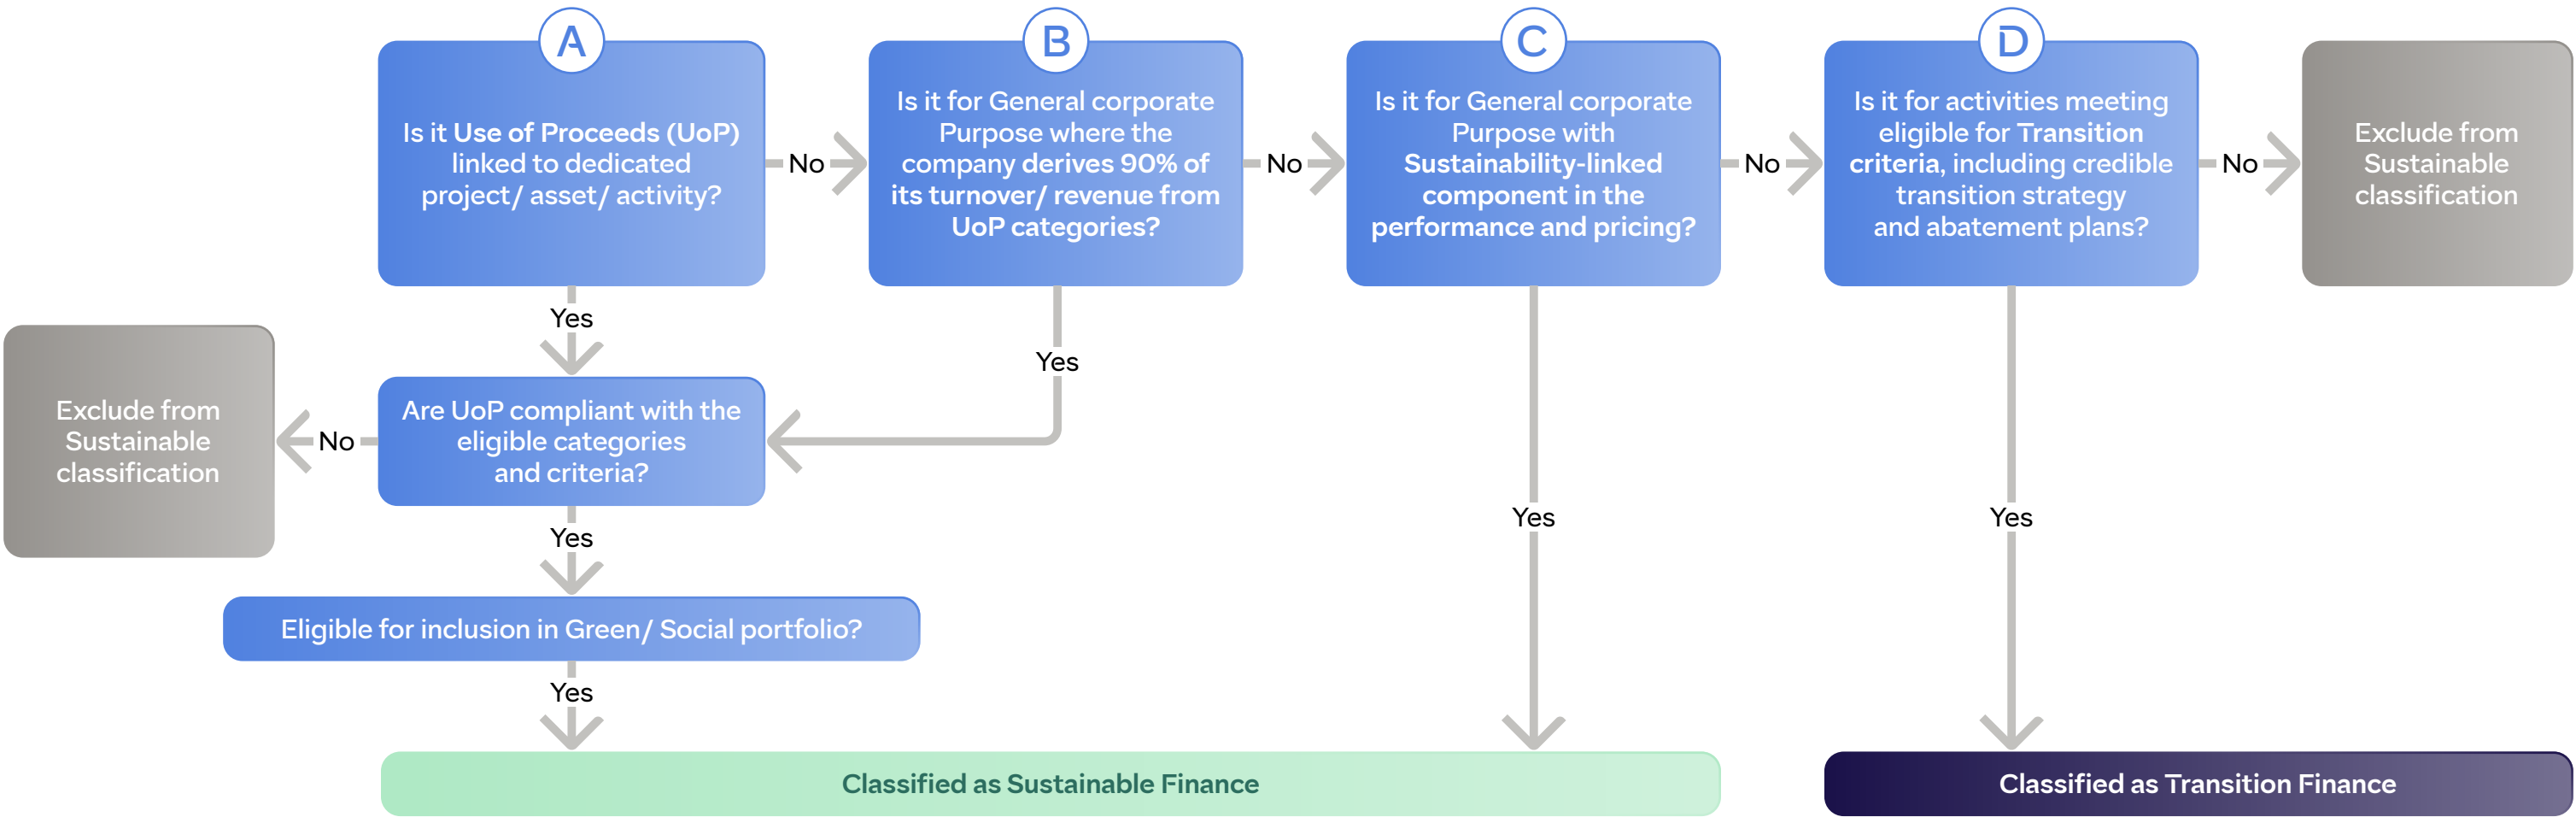 A
Is it Use of Proceeds (UoP)
linked to dedicated
project/ asset/ activity?
No
B
Is it for General corporate
Purpose where the
company derives 90% of
its turnover/ revenue from
UoP categories?
No
C
Is it for General corporate
Purpose with
Sustainability-linked
component in the
performance and pricing?
No
D
Is it for activities meeting
eligible for Transition
criteria, including credible
transition strategy
and abatement plans?
No
Exclude from
Sustainable
classification
Yes
Yes
Exclude from
Sustainable
classification
No
Are UoP compliant with the
eligible categories
and criteria?
Yes
Yes
Yes
Eligible for inclusion in Green/ Social portfolio?
Yes
Classified as Sustainable Finance
Classified as Transition Finance